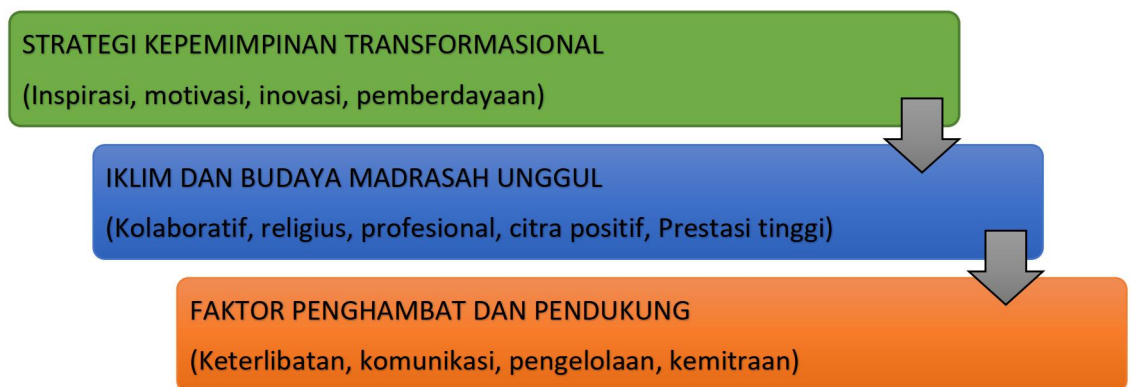 STRATEGI KEPEMIMPINAN TRANSFORMASIONAL
(Inspirasi, motivasi, inovasi, pemberdayaan)
IKLIM DAN BUDAYA MADRASAH UNGGUL
(Kolaboratif, religius, profesional, citra positif, Prestasi tinggi)
FAKTOR PENGHAMBAT DAN PENDUKUNG
(Keterlibatan, komunikasi, pengelolaan, kemitraan)